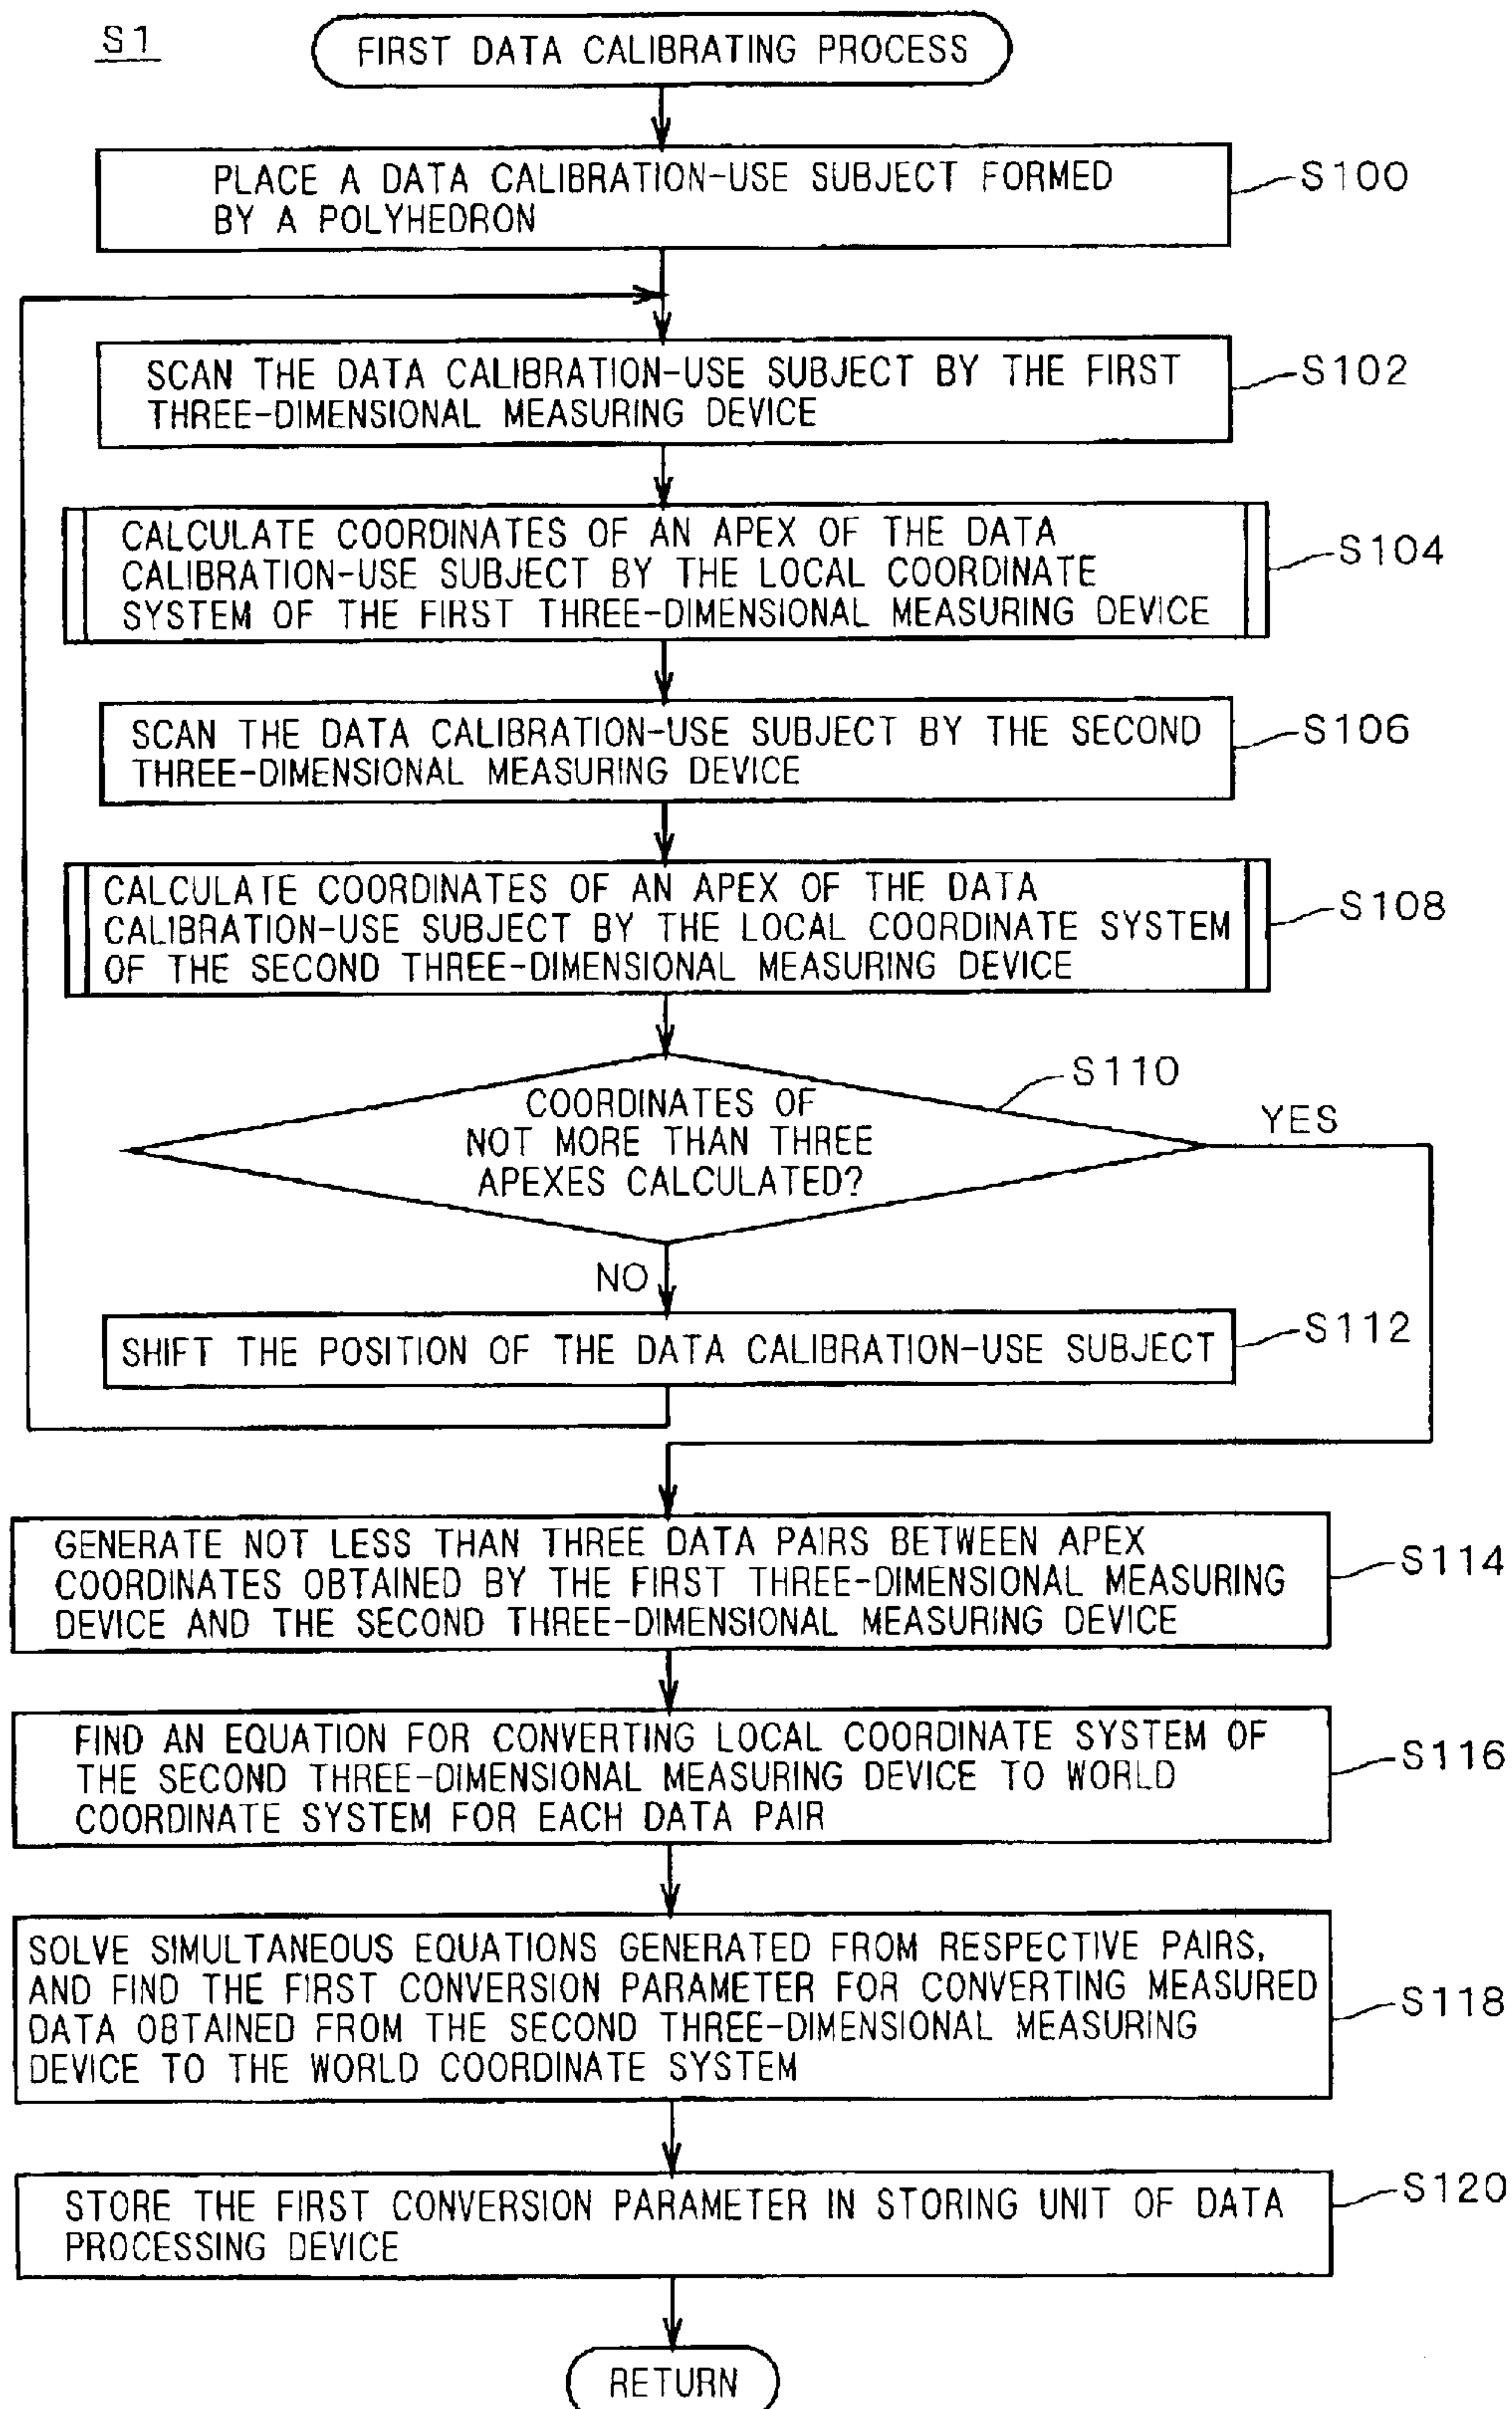 S1
FIRST DATA CALIBRATING PROCESS
PLACE A DATA CALIBRATION-USE SUBJECT FORMED
BY A POLYHEDRON
S100
SCAN THE DATA CALIBRATION-USE SUBJECT BY THE FIRST
THREE-DIMENSIONAL MEASURING DEVICE
S102
CALCULATE COORDINATES OF AN APEX OF THE DATA
CALIBRATION-USE SUBJECT BY THE LOCAL COORDINATE
SYSTEM OF THE FIRST THREE-DIMENSIONAL MEASURING DEVICE
S104
SCAN THE DATA CALIBRATION-USE SUBJECT BY THE SECOND
THREE-DIMENSIONAL MEASURING DEVICE
S106
CALCULATE COORDINATES OF AN APEX OF THE DATA
CALIBRATION-USE SUBJECT BY THE LOCAL COORDINATE SYSTEM
OF THE SECOND THREE-DIMENSIONAL MEASURING DEVICE
S108
COORDINATES OF
NOT MORE THAN THREE
APEXES CALCULATED?
S110
YES
NO
SHIFT THE POSITION OF THE DATA CALIBRATION-USE SUBJECT
S112
GENERATE NOT LESS THAN THREE DATA PAIRS BETWEEN APEX
COORDINATES OBTAINED BY THE FIRST THREE-DIMENSIONAL MEASURING
DEVICE AND THE SECOND THREE-DIMENSIONAL MEASURING DEVICE
S114
FIND AN EQUATION FOR CONVERTING LOCAL COORDINATE SYSTEM OF
THE SECOND THREE-DIMENSIONAL MEASURING DEVICE TO WORLD
COORDINATE SYSTEM FOR EACH DATA PAIR
S116
SOLVE SIMULTANEOUS EQUATIONS GENERATED FROM RESPECTIVE PAIRS,
AND FIND THE FIRST CONVERSION PARAMETER FOR CONVERTING MEASURED
DATA OBTAINED FROM THE SECOND THREE-DIMENSIONAL MEASURING
DEVICE TO THE WORLD COORDINATE SYSTEM
S118
STORE THE FIRST CONVERSION PARAMETER IN STORING UNIT OF DATA
PROCESSING DEVICE
S120
RETURN